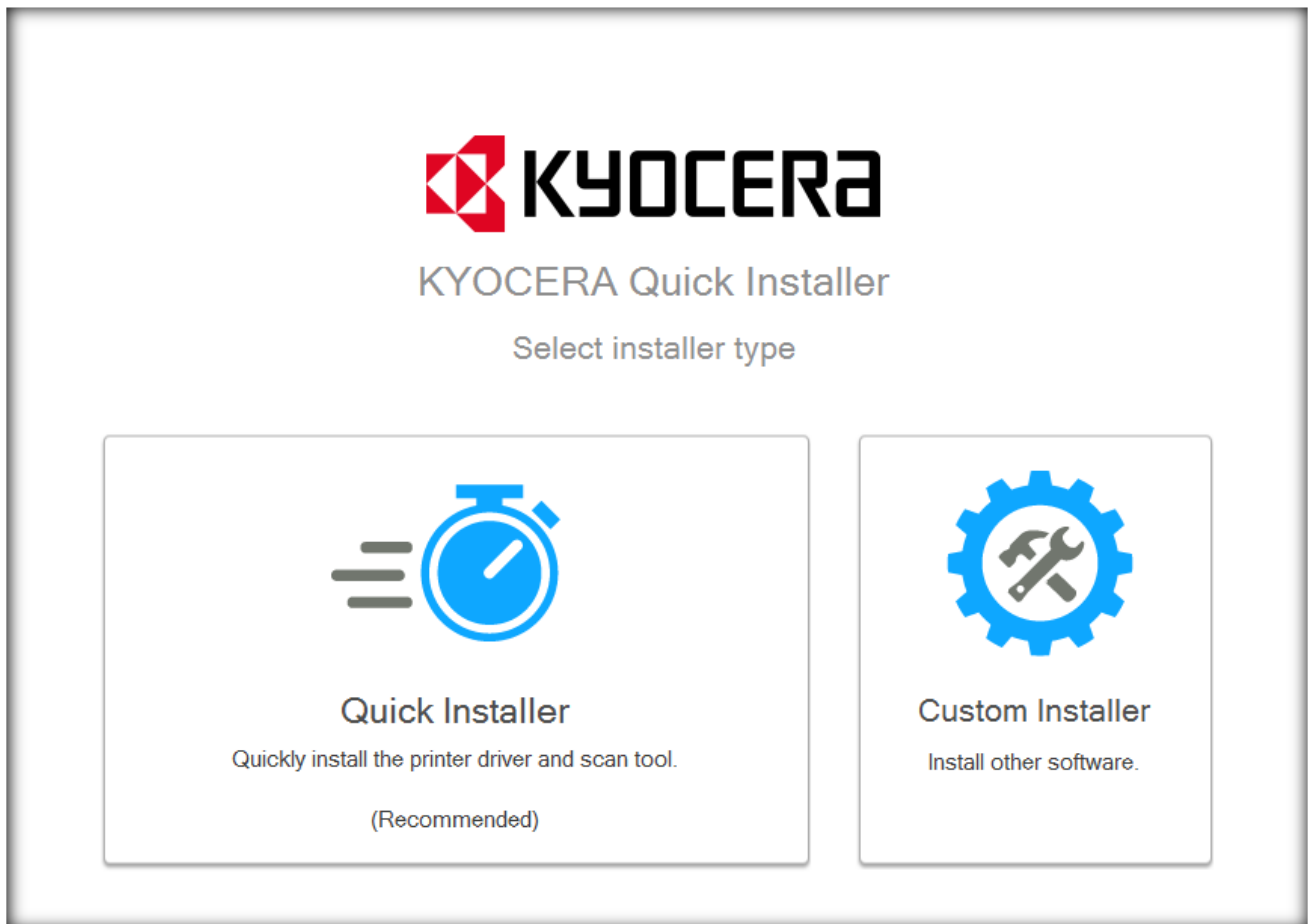 KYOCERA
KYOCERA Quick Installer
Select installer type
Quick Installer
Quickly install the printer driver and scan tool.
(Recommended)
Custom Installer
Install other software.